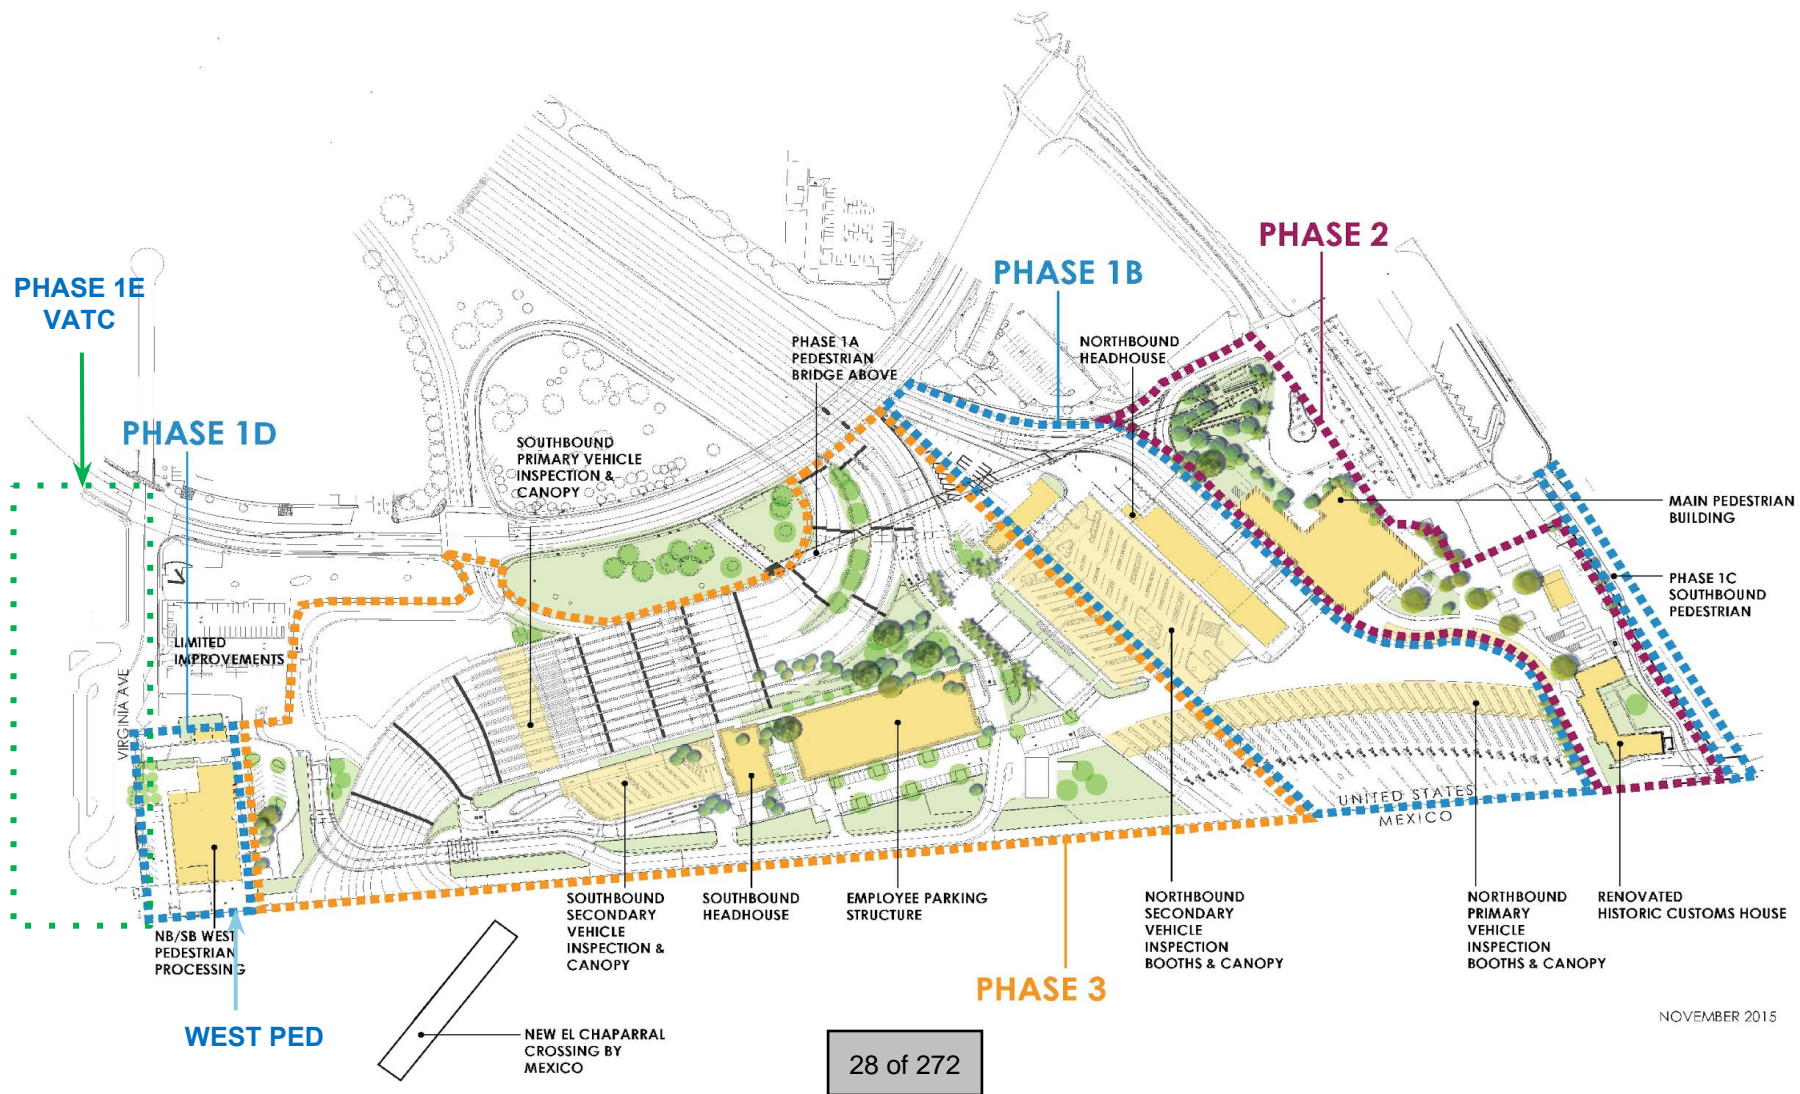 PHASE 2
PHASE 1B
PHASE 1E
VATC
PHASE 1A
PEDESTRIAN
BRIDGE ABOVE
NORTHBOUND
HEADHOUSE
PHASE 1D
SOUTHBOUND
PRIMARY VEHICLE
INSPECTION &
CANOPY
MAIN PEDESTRIAN
BUILDING
PHASE 1C
SOUTHBOUND
PEDESTRIAN
LIMITED
IMPROVEMENTS
VIRGINIA AVE
UNITED STATES
MEXICO
NB/SB WEST
PEDESTRIAN
PROCESSING
SOUTHBOUND
SECONDARY
VEHICLE
INSPECTION &
CANOPY
SOUTHBOUND
HEADHOUSE
EMPLOYEE PARKING
STRUCTURE
NORTHBOUND
SECONDARY
VEHICLE
INSPECTION
BOOTHS & CANOPY
NORTHBOUND
PRIMARY
VEHICLE
INSPECTION
BOOTHS & CANOPY
RENOVATED
HISTORIC CUSTOMS HOUSE
PHASE 3
WEST PED
NEW EL CHAPARRAL
CROSSING BY
MEXICO
NOVEMBER 2015
28 of 272